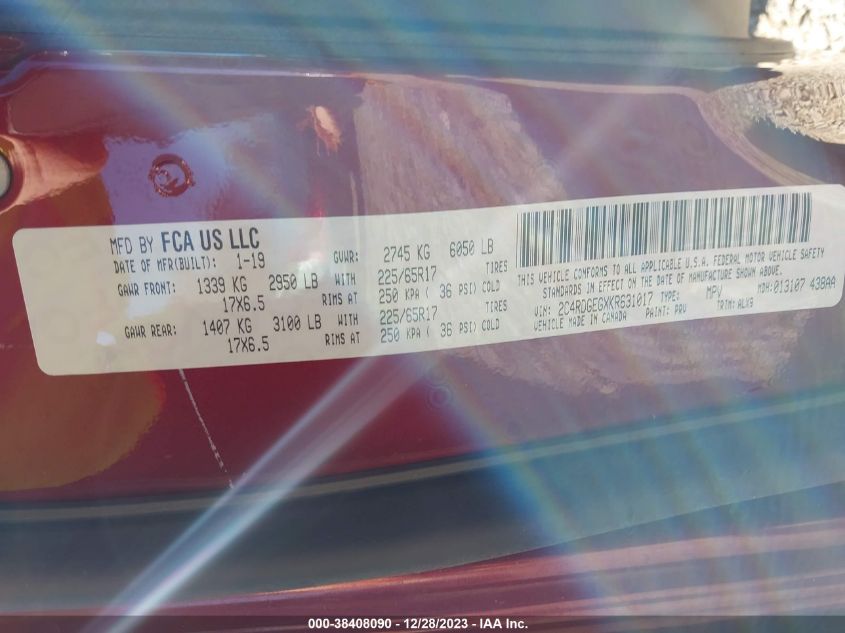 MFD BY FCA US LLC
DATE OF MFR(BUILT): 1-19 GVWR: 2745 KG 6050 LB
GAWR FRONT: 1339 KG 2950 LB WITH 225/65R17 TIRES
17X6.5 RIMS AT 250 KPA ( 36 PSI) COLD
GAWR REAR: 1407 KG 3100 LB WITH 225/65R17 TIRES
17X6.5 RIMS AT 250 KPA ( 36 PSI) COLD
THIS VEHICLE CONFORMS TO ALL APPLICABLE U.S.A. FEDERAL MOTOR VEHICLE SAFETY
STANDARDS IN EFFECT ON THE DATE OF MANUFACTURE SHOWN ABOVE.
VIN: 2C4RDGEGXKR631017 TYPE: MPV MDH: 013107 438AA
VEHICLE MADE IN CANADA PAINT: PRV TRIM: ALX9
000-38408090 - 12/28/2023 - IAA Inc.